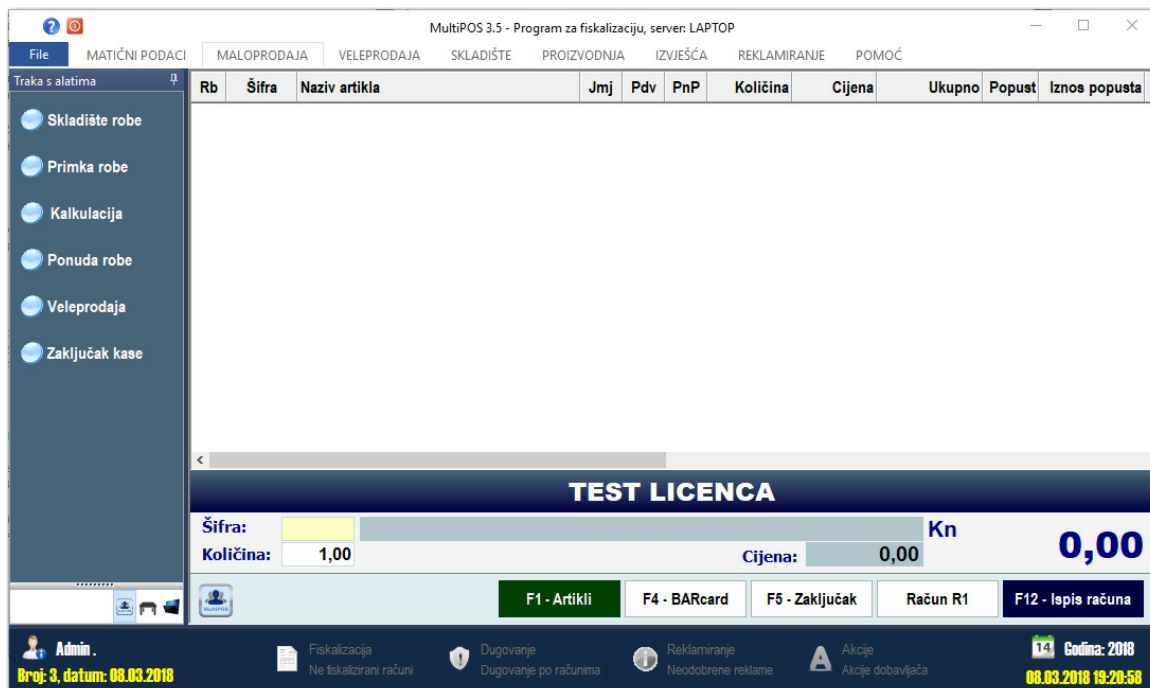 MultiPOS 3.5 - Program za fiskalizaciju, server: LAPTOP
File MATIČNI PODACI MALOPRODAJA VELEPRODAJA SKLADIŠTE PROIZVODNJA IZVJEŠĆA REKLAMIRANJE POMOĆ
Traka s alatima
Skladište robe
Primka robe
Kalkulacija
Ponuda robe
Veleprodaja
Zaključak kase
Rb Šifra Naziv artikla Jmj Pdv PnP Količina Cijena Ukupno Popust Iznos popusta
TEST LICENCA
Šifra: Kn
Količina: 1,00 Cijena: 0,00 0,00
MultiPOS
F1 - Artikli F4 - BARcard F5 - Zaključak Račun R1 F12 - Ispis računa
Admin . Fiskalizacija Dugovanje Reklamiranje Akcije 14 Godina: 2018
Broj: 3, datum: 08.03.2018 Ne fiskalizirani računi Dugovanje po računima Neodobrene reklame Akcije dobavljača 08.03.2018 19:20:58